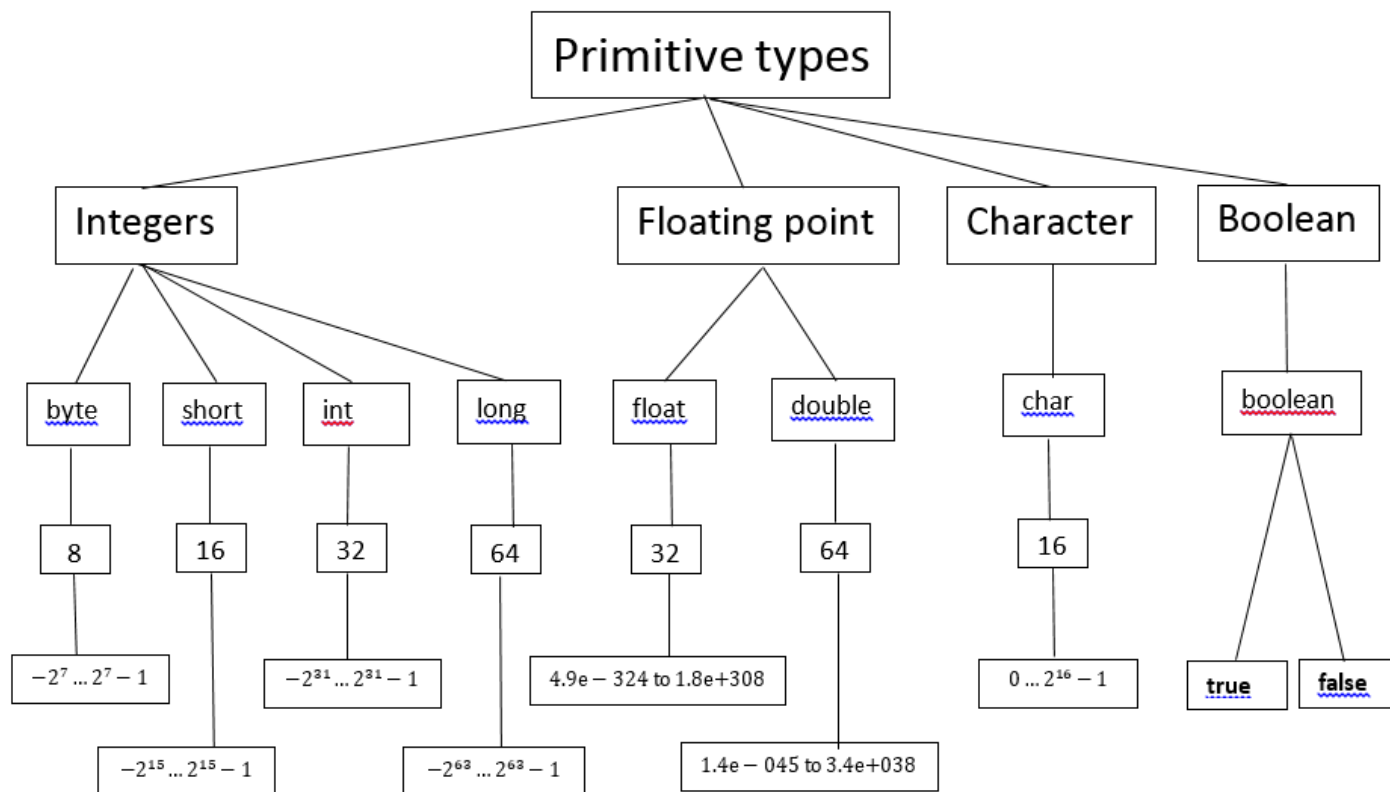 Primitive types
Integers
Floating point
Character
Boolean
byte
short
int
long
float
double
char
boolean
8
16
32
64
32
64
16
−2⁷ … 2⁷ − 1
−2³¹ … 2³¹ − 1
4.9e − 324 to 1.8e+308
0 … 2¹⁶ − 1
true
false
−2¹⁵ … 2¹⁵ − 1
−2⁶³ … 2⁶³ − 1
1.4e − 045 to 3.4e+038